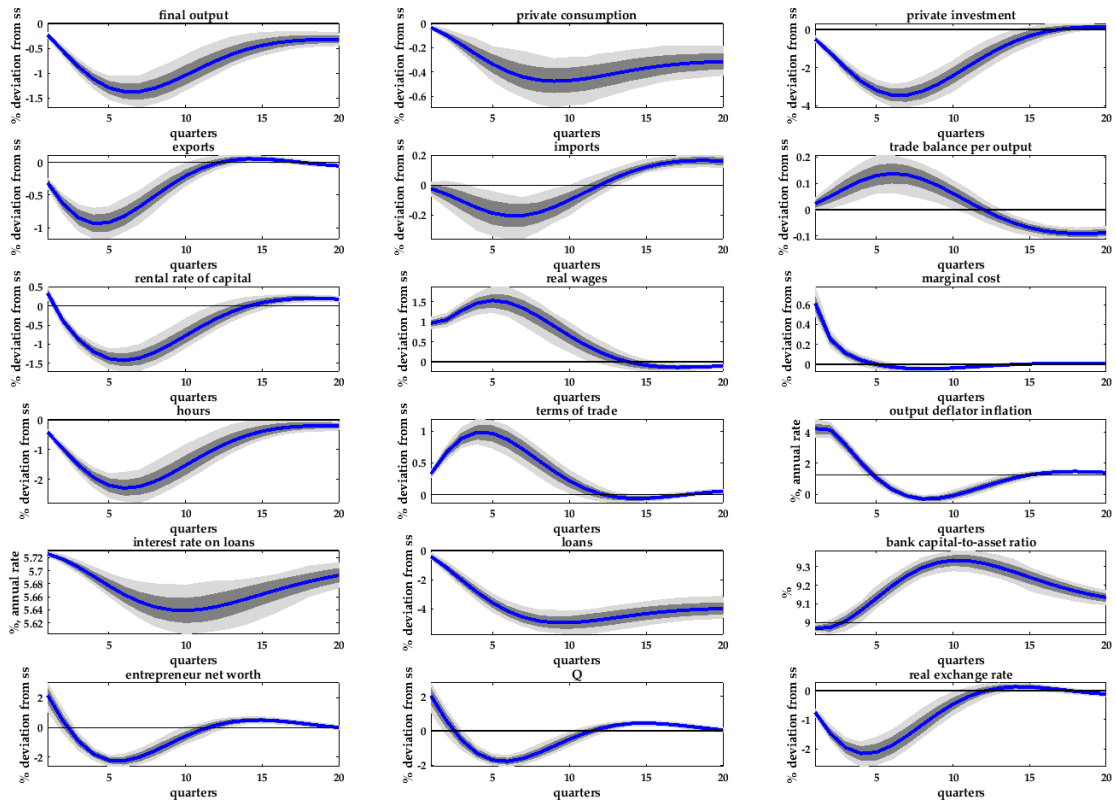 final output
% deviation from ss
0
-0.5
-1
-1.5
5 10 15 20
quarters
private consumption
% deviation from ss
0
-0.2
-0.4
-0.6
5 10 15 20
quarters
private investment
% deviation from ss
0
-2
-4
5 10 15 20
quarters
exports
% deviation from ss
0
-0.5
-1
5 10 15 20
quarters
imports
% deviation from ss
0.2
0
-0.2
5 10 15 20
quarters
trade balance per output
% deviation from ss
0.2
0.1
0
-0.1
5 10 15 20
quarters
rental rate of capital
% deviation from ss
0.5
0
-0.5
-1
-1.5
5 10 15 20
quarters
real wages
% deviation from ss
1.5
1
0.5
0
5 10 15 20
quarters
marginal cost
% deviation from ss
0.6
0.4
0.2
0
5 10 15 20
quarters
hours
% deviation from ss
0
-1
-2
5 10 15 20
quarters
terms of trade
% deviation from ss
1
0.5
0
5 10 15 20
quarters
output deflator inflation
%, annual rate
4
2
0
5 10 15 20
quarters
interest rate on loans
%, annual rate
5.72
5.7
5.68
5.66
5.64
5.62
5 10 15 20
quarters
loans
% deviation from ss
0
-2
-4
5 10 15 20
quarters
bank capital-to-asset ratio
%
9.3
9.2
9.1
9
5 10 15 20
quarters
entrepreneur net worth
% deviation from ss
2
0
-2
5 10 15 20
quarters
Q
% deviation from ss
2
0
-2
5 10 15 20
quarters
real exchange rate
% deviation from ss
0
-1
-2
5 10 15 20
quarters